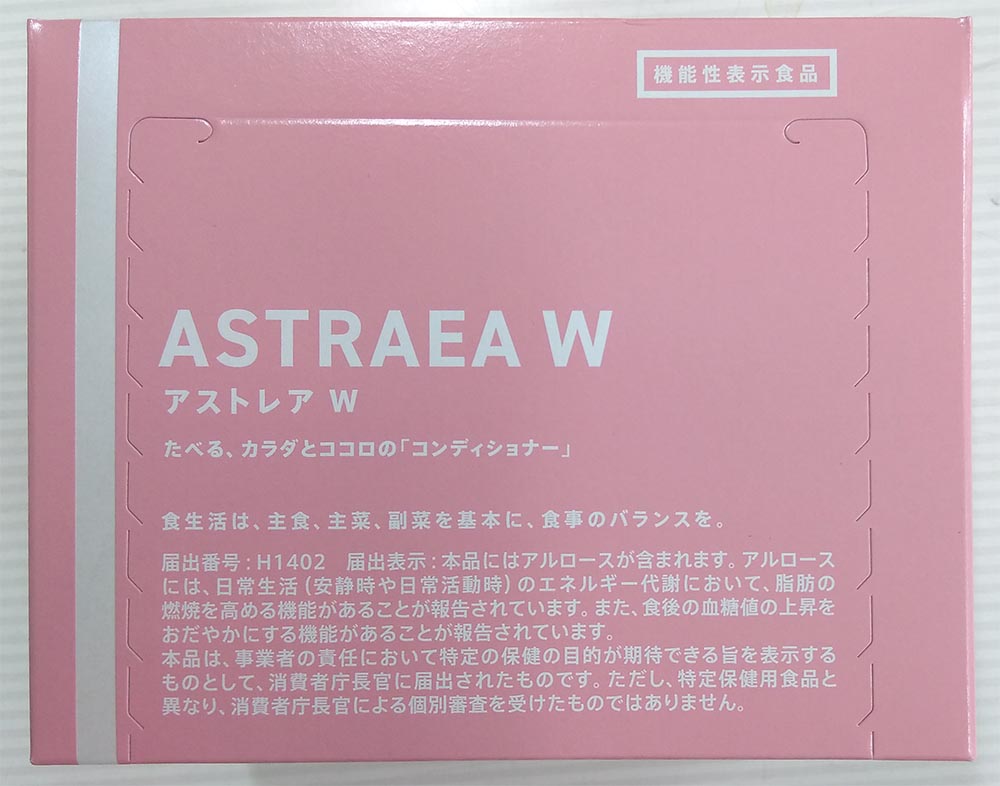 機能性表示食品
ASTRAEA W
アストレア W
たべる、カラダとココロの「コンディショナー」
食生活は、主食、主菜、副菜を基本に、食事のバランスを。
届出番号:H1402 届出表示:本品にはアルロースが含まれます。アルロース
には、日常生活(安静時や日常活動時)のエネルギー代謝において、脂肪の
燃焼を高める機能があることが報告されています。また、食後の血糖値の上昇を
おだやかにする機能があることが報告されています。
本品は、事業者の責任において特定の保健の目的が期待できる旨を表示する
ものとして、消費者庁長官に届出されたものです。ただし、特定保健用食品と
異なり、消費者庁長官による個別審査を受けたものではありません。